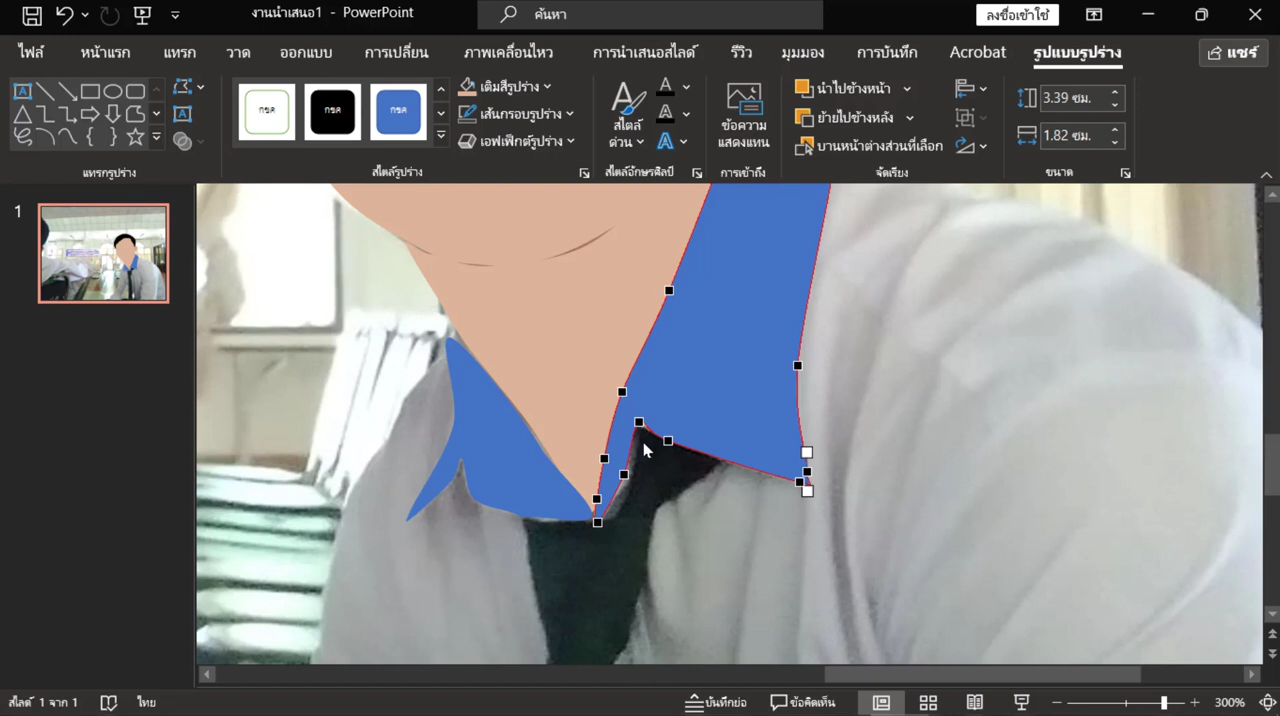 งานนำเสนอ1 - PowerPoint
ค้นหา
ลงชื่อเข้าใช้
ไฟล์ หน้าแรก แทรก วาด ออกแบบ การเปลี่ยน ภาพเคลื่อนไหว การนำเสนอสไลด์ รีวิว มุมมอง การบันทึก Acrobat รูปแบบรูปร่าง แชร์
กขค กขค กขค
เติมสีรูปร่าง
เส้นกรอบรูปร่าง
เอฟเฟ็กต์รูปร่าง
สไตล์
ด่วน
ข้อความ
แสดงแทน
นำไปข้างหน้า
ย้ายไปข้างหลัง
บานหน้าต่างส่วนที่เลือก
3.39 ซม.
1.82 ซม.
แทรกรูปร่าง สไตล์รูปร่าง สไตล์อักษรศิลป์ การเข้าถึง จัดเรียง ขนาด
1
สไลด์ 1 จาก 1 ไทย บันทึกย่อ ข้อคิดเห็น 300%